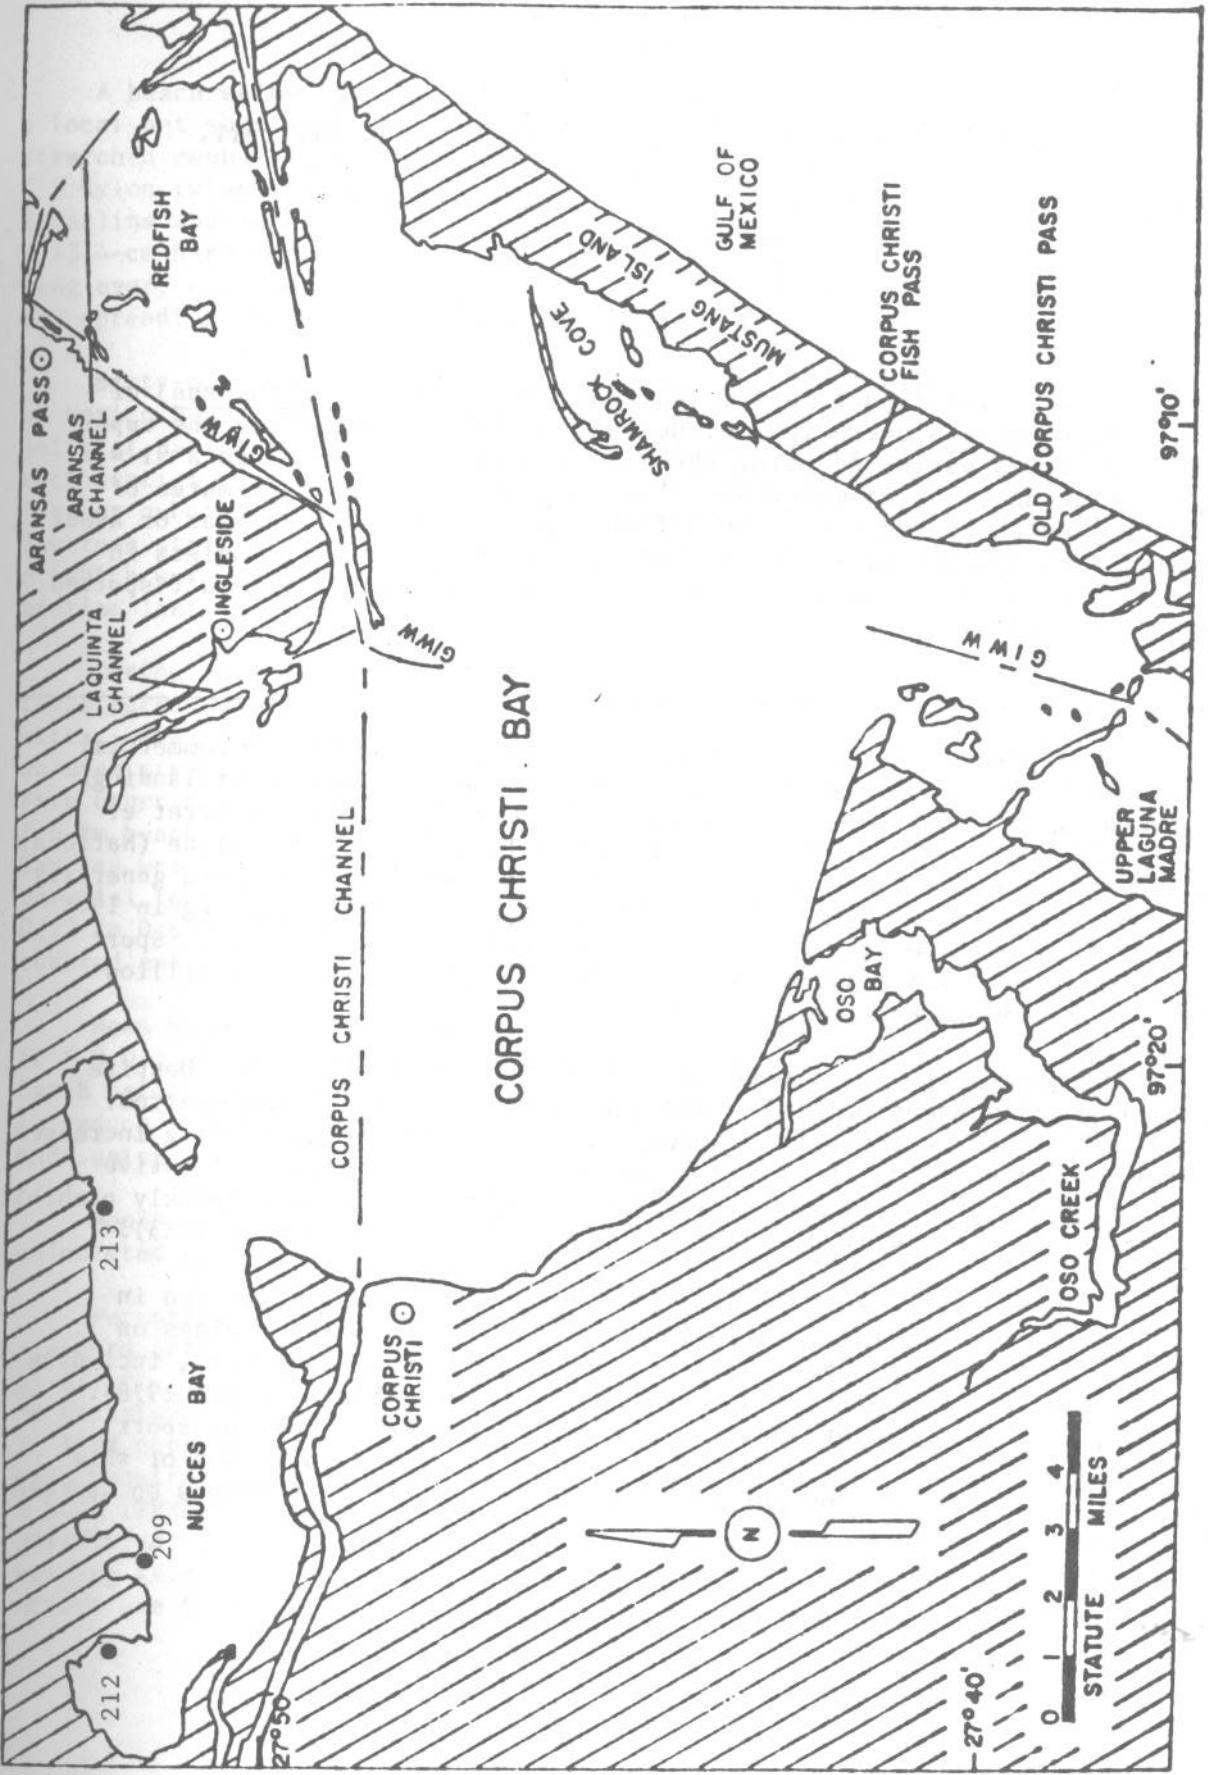 ARANSAS PASS
ARANSAS
CHANNEL
LAQUINTA
CHANNEL
INGLESIDE
REDFISH
BAY
GIWW
GIWW
CORPUS CHRISTI CHANNEL
CORPUS CHRISTI BAY
213
209
212
NUECES BAY
27°50'
CORPUS
CHRISTI
SHAMROCK COVE
MUSTANG
ISLAND
GULF OF
MEXICO
CORPUS CHRISTI
FISH PASS
OLD CORPUS CHRISTI PASS
97°10'
GIWW
UPPER
LAGUNA
MADRE
OSO
BAY
97°20'
OSO CREEK
N
27°40'
0 1 2 3 4
STATUTE MILES